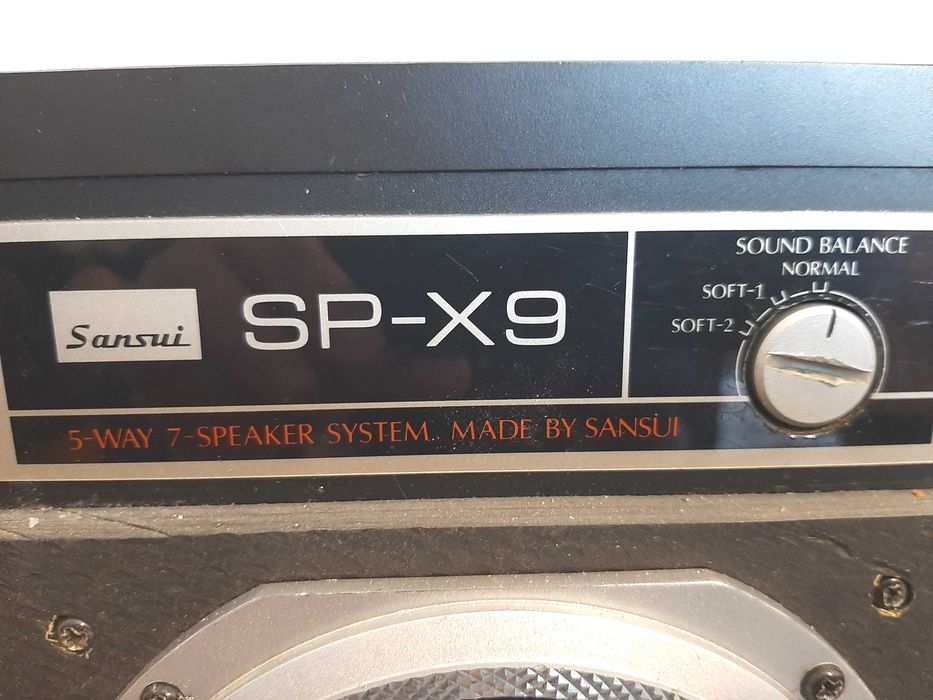 Sansui
SP-X9
SOUND BALANCE
NORMAL
SOFT-1
SOFT-2
5-WAY 7-SPEAKER SYSTEM. MADE BY SANSUI